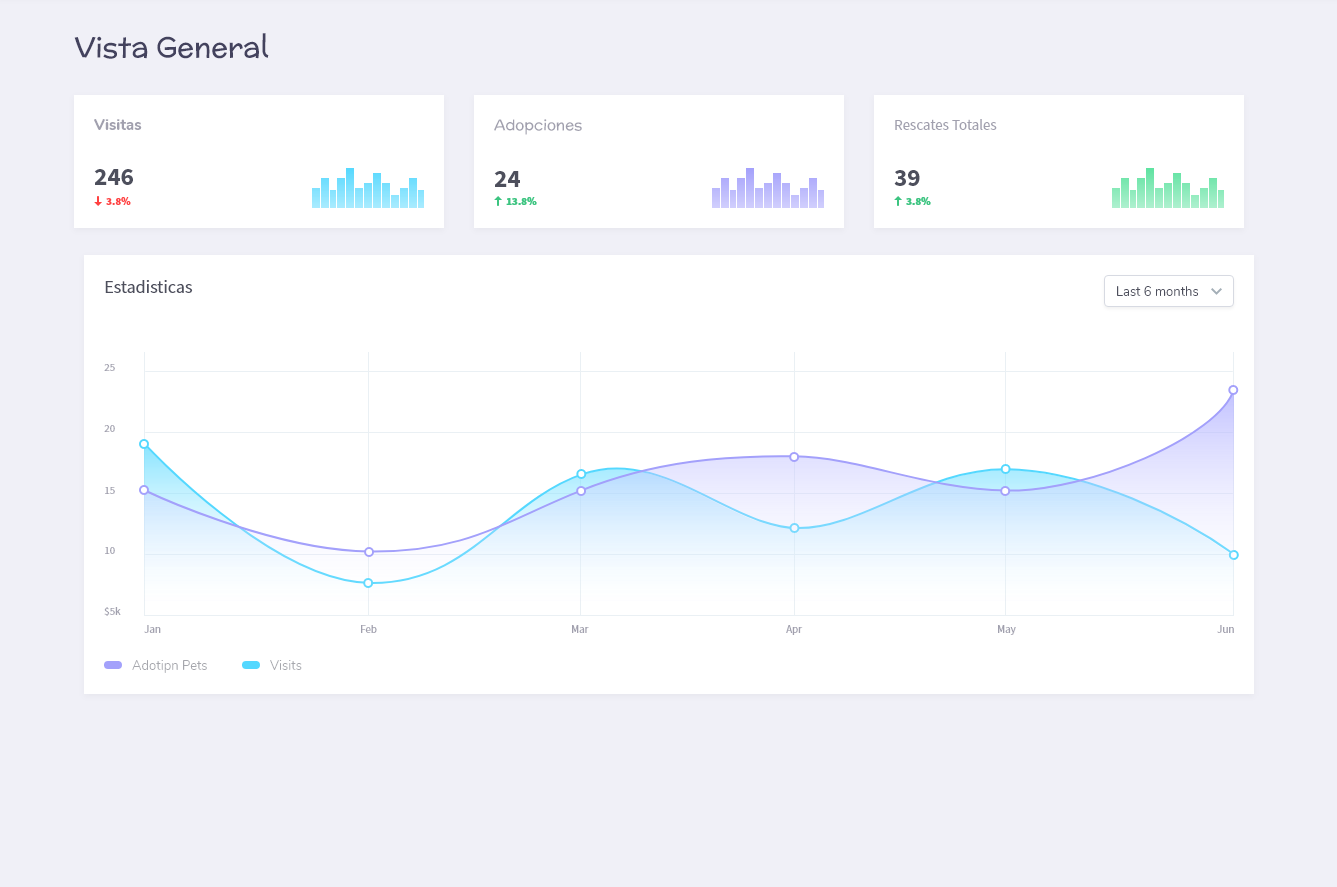 Vista General
Visitas
246
↓ 3.8%
Adopciones
24
↑ 13.8%
Rescates Totales
39
↑ 3.8%
Estadisticas
Last 6 months
25
20
15
10
$5k
Jan Feb Mar Apr May Jun
Adotipn Pets Visits